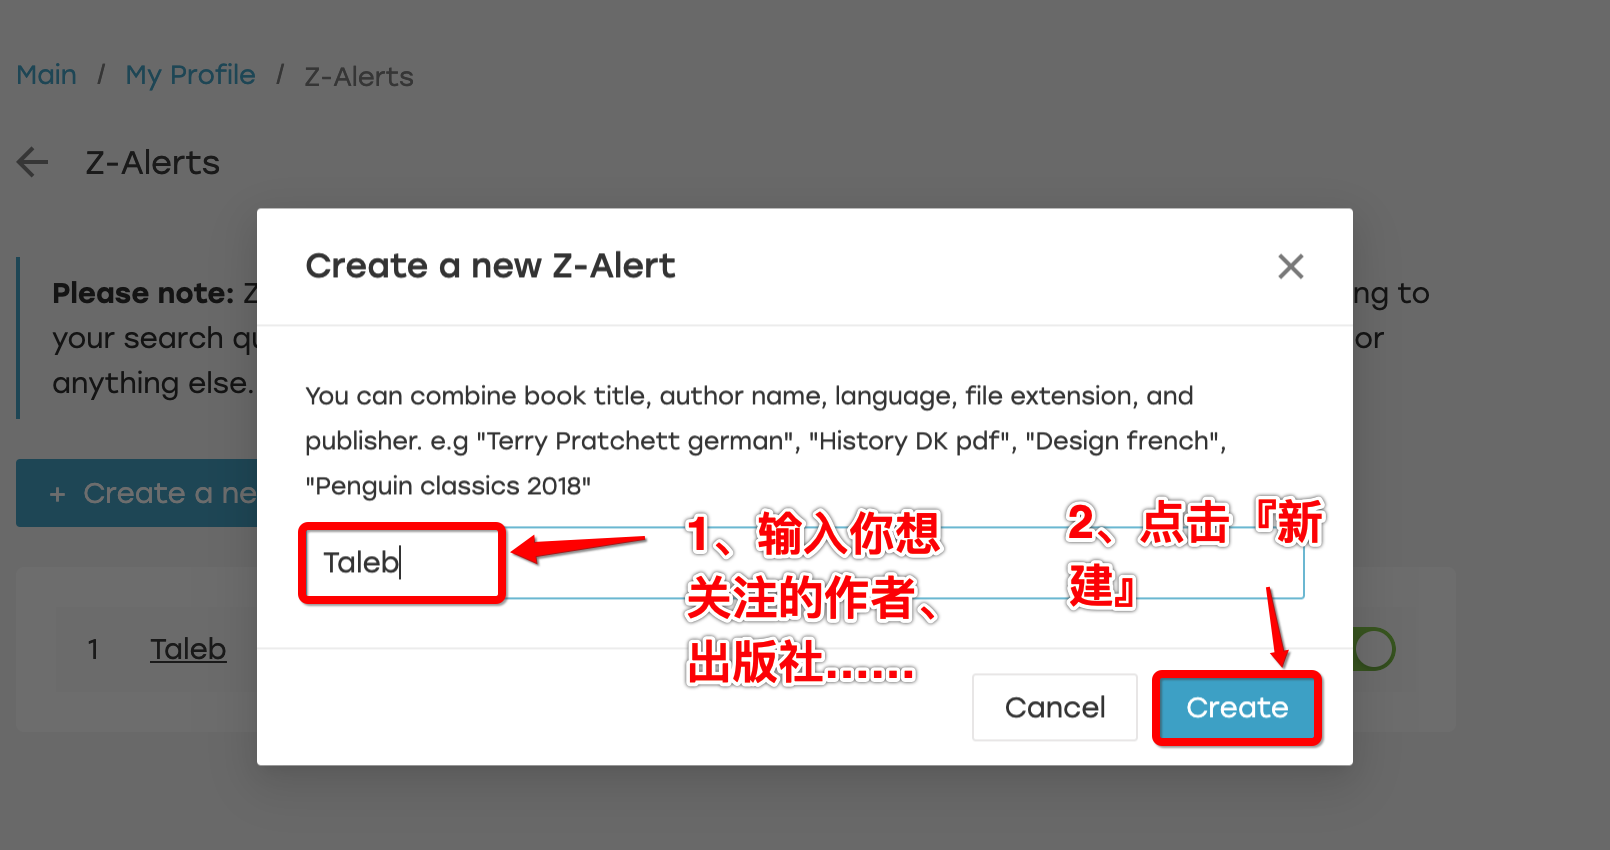 Main / My Profile / Z-Alerts
Z-Alerts
Create a new Z-Alert
Please note: Z
ng to
your search qu
or
anything else.
You can combine book title, author name, language, file extension, and
publisher. e.g "Terry Pratchett german", "History DK pdf", "Design french",
"Penguin classics 2018"
+ Create a ne
Taleb
1、输入你想
关注的作者、
出版社......
2、点击『新
建』
1 Taleb
Cancel
Create